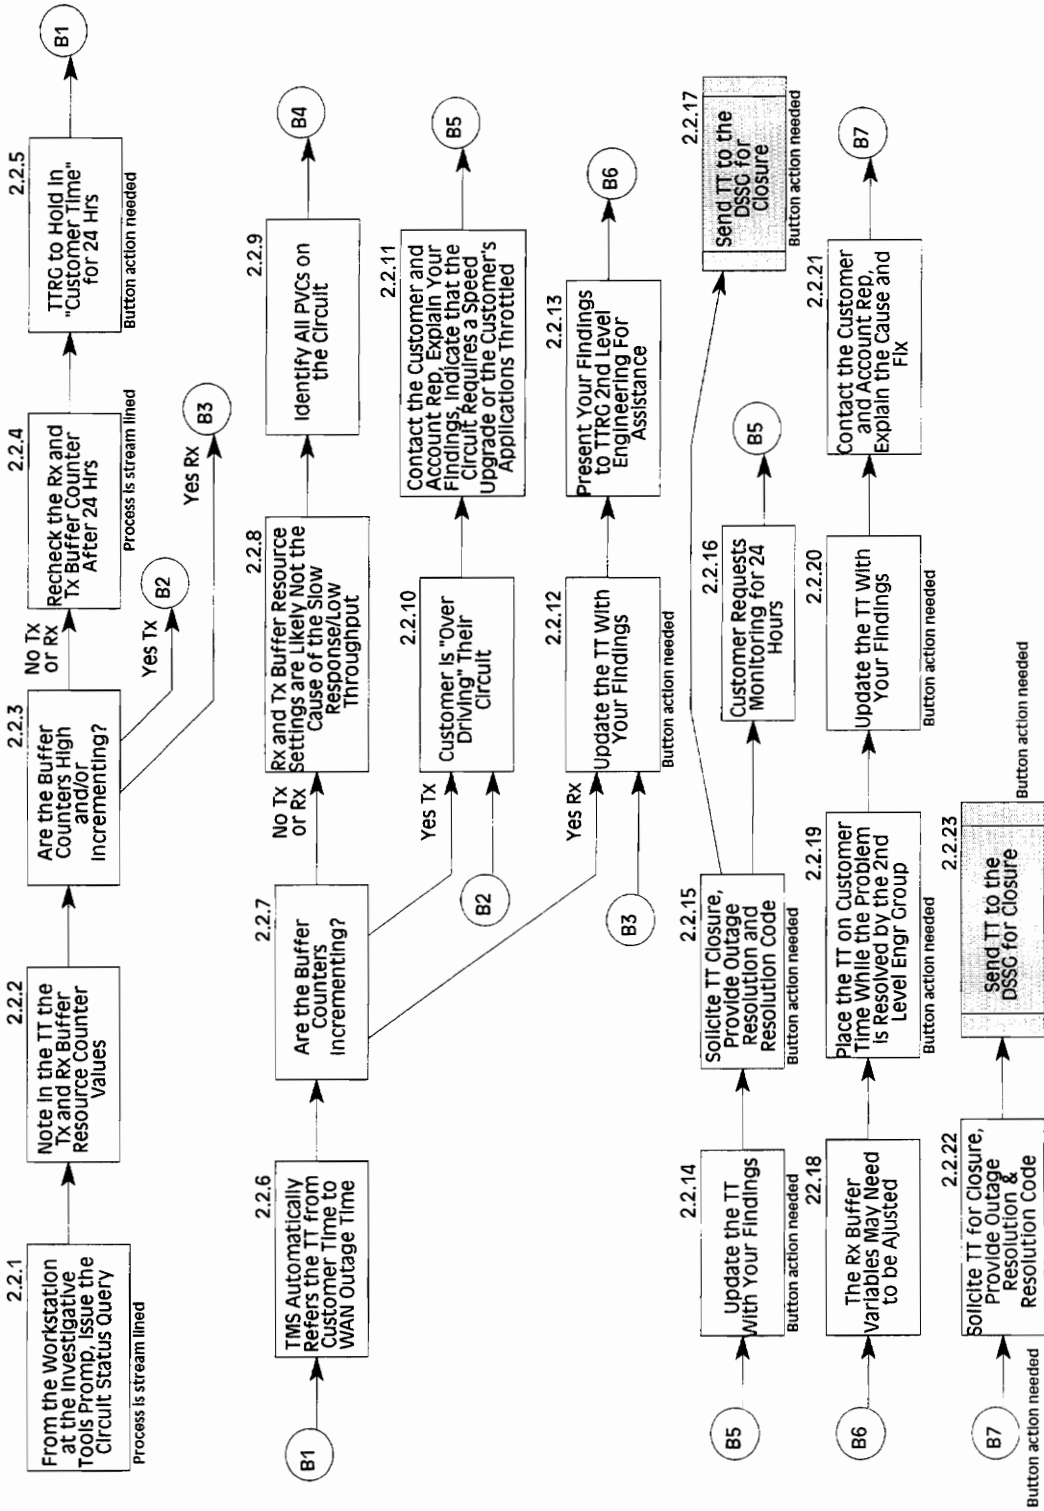 2.2.1
From the Workstation
at the Investigative
Tools Promp, Issue the
Circuit Status Query
Process is stream lined
2.2.2
Note in the TT the
Tx and Rx Buffer
Resource Counter
Values
2.2.3
Are the Buffer
Counters High
and/or
Incrementing?
No Tx
or Rx
Yes Tx
B2
Yes Rx
B3
2.2.4
Recheck the Rx and
Tx Buffer Counter
After 24 Hrs
Process is stream lined
2.2.5
TTRG to Hold in
"Customer Time"
for 24 Hrs
Button action needed
B1
B1
2.2.6
TMS Automatically
Refers the TT from
Customer Time to
WAN Outage Time
2.2.7
Are the Buffer
Counters
Incrementing?
No Tx
or Rx
2.2.8
Rx and Tx Buffer Resource
Settings are Likely Not the
Cause of the Slow
Response/Low
Throughput
2.2.9
Identify All PVCs on
the Circuit
B4
Yes Tx
B2
2.2.10
Customer is "Over
Driving" Their
Circuit
2.2.11
Contact the Customer and
Account Rep, Explain Your
Findings, Indicate that the
Circuit Requires a Speed
Upgrade or the Customer's
Applications Throttled
B5
Yes Rx
B3
2.2.12
Update the TT With
Your Findings
Button action needed
2.2.13
Present Your Findings
to TTRG 2nd Level
Engineering For
Assistance
B6
B5
2.2.14
Update the TT
With Your Findings
Button action needed
2.2.15
Solicite TT Closure,
Provide Outage
Resolution and
Resolution Code
Button action needed
2.2.16
Customer Requests
Monitoring for 24
Hours
B5
2.2.17
Send TT to the
DSSG for
Closure
Button action needed
B6
22.18
The Rx Buffer
Variables May Need
to be Ajusted
2.2.19
Place the TT on Customer
Time While the Problem
is Resolved by the 2nd
Level Engr Group
Button action needed
2.2.20
Update the TT With
Your Findings
Button action needed
2.2.21
Contact the Customer
and Account Rep,
Explain the Cause and
Fix
B7
B7
2.2.22
Solicite TT for Closure,
Provide Outage
Resolution &
Resolution Code
Button action needed
2.2.23
Send TT to the
DSSG for Closure
Button action needed